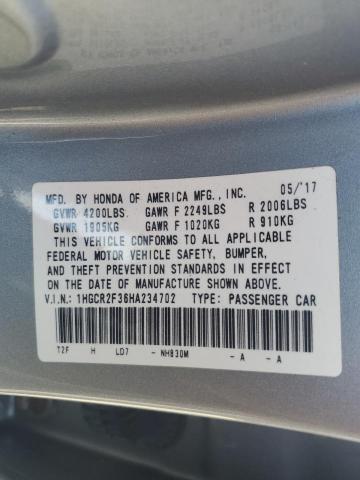 MFD. BY HONDA OF AMERICA MFG., INC. 05/'17
GVWR 4200LBS. GAWR F 2249LBS R 2006LBS
GVWR 1905KG GAWR F 1020KG R 910KG
THIS VEHICLE CONFORMS TO ALL APPLICABLE
FEDERAL MOTOR VEHICLE SAFETY, BUMPER,
AND THEFT PREVENTION STANDARDS IN EFFECT
ON THE DATE OF MANUFACTURE SHOWN ABOVE.
V.I.N.: 1HGCR2F36HA234702 TYPE: PASSENGER CAR
T2F H LD7 - NH830M - A - A